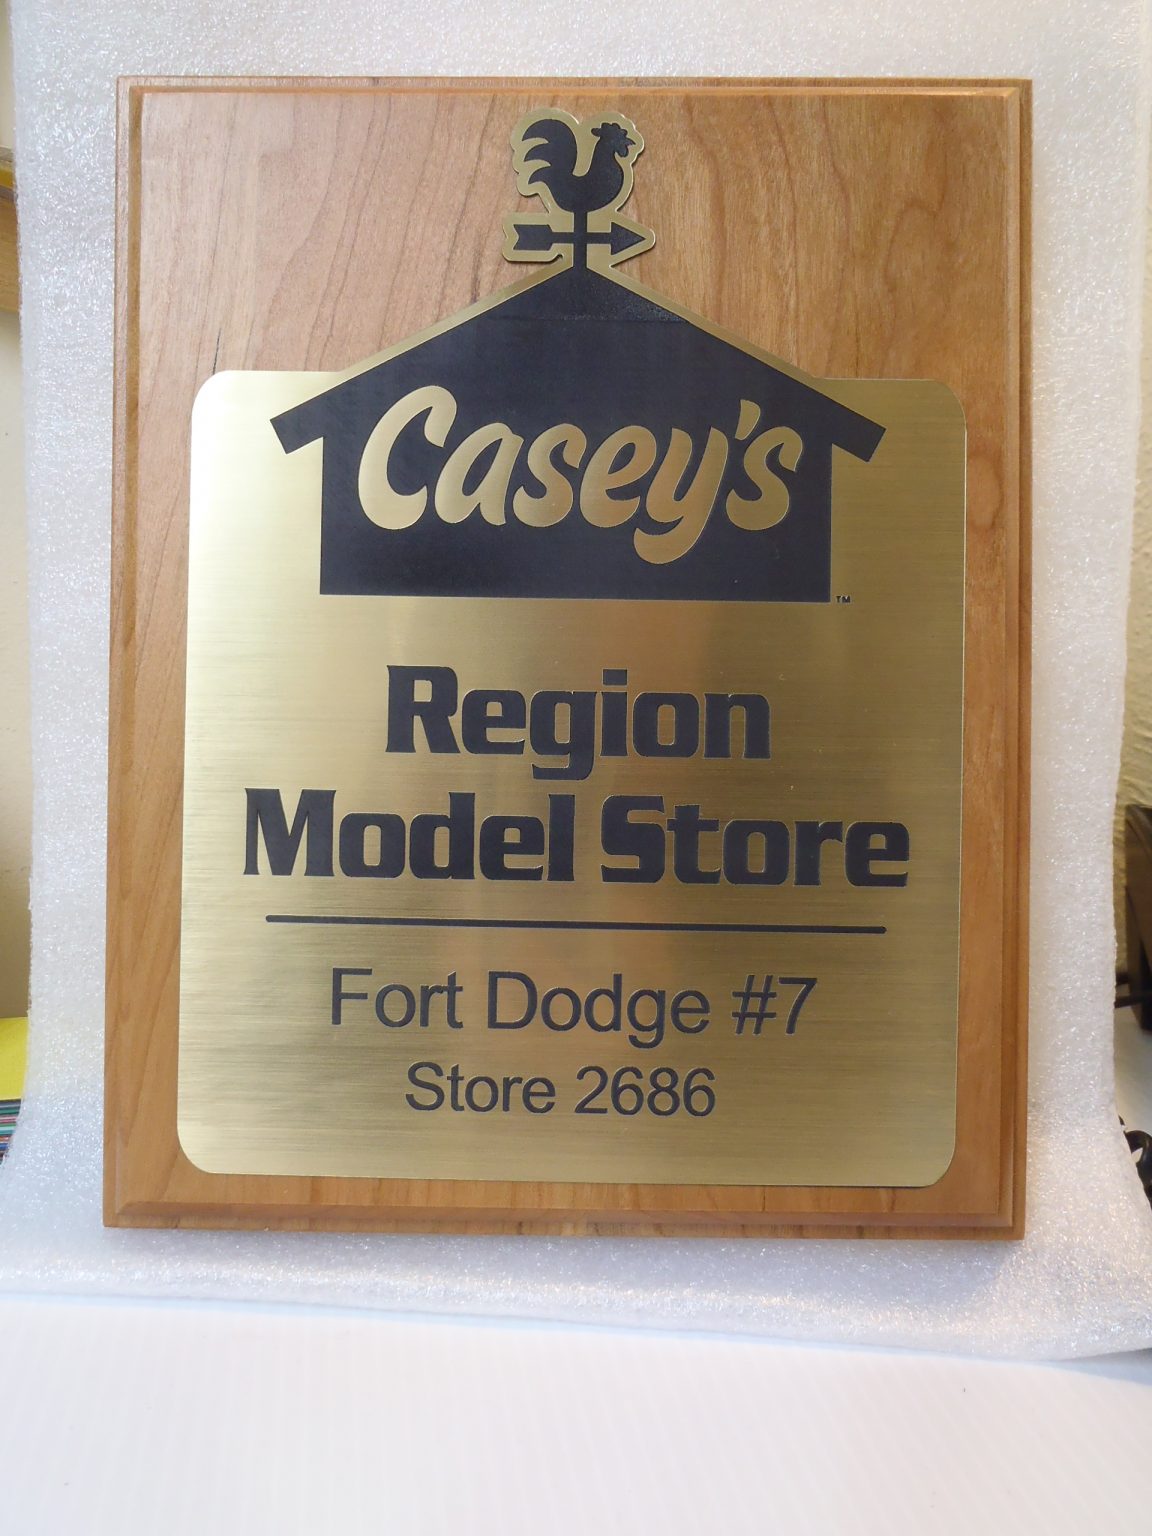 Casey's
TM
Region
Model Store
Fort Dodge #7
Store 2686